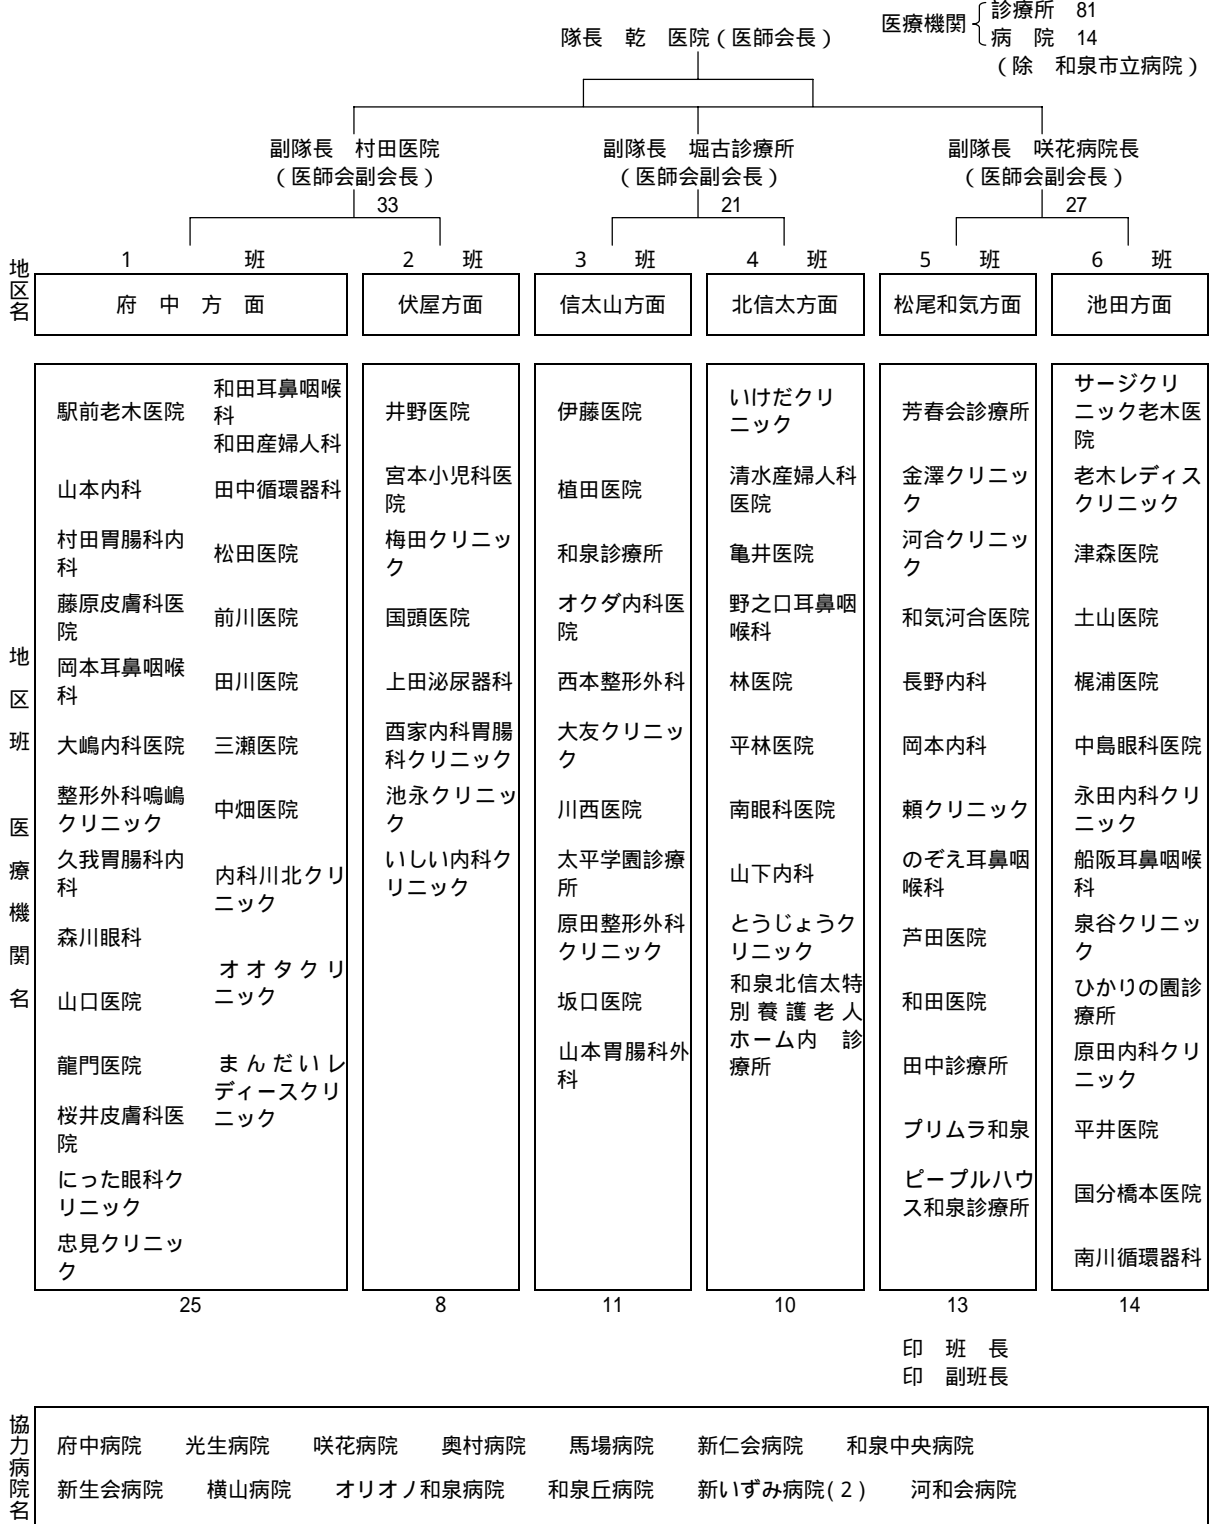 医療機関 診療所 81
病 院 14
(除 和泉市立病院)
隊長 乾 医院(医師会長)
副隊長 村田医院
(医師会副会長)
33
副隊長 堀古診療所
(医師会副会長)
21
副隊長 咲花病院長
(医師会副会長)
27
地区名
1 班
府 中 方 面
2 班
伏屋方面
3 班
信太山方面
4 班
北信太方面
5 班
松尾和気方面
6 班
池田方面
地区班 医療機関名
駅前老木医院
山本内科
村田胃腸科内
科
藤原皮膚科医
院
岡本耳鼻咽喉
科
大嶋内科医院
整形外科嗚嶋
クリニック
久我胃腸科内
科
森川眼科
山口医院
龍門医院
桜井皮膚科医
院
にった眼科ク
リニック
忠見クリニッ
ク
和田耳鼻咽喉
科
和田産婦人科
田中循環器科
松田医院
前川医院
田川医院
三瀬医院
中畑医院
内科川北クリ
ニック
オオタクリ
ニック
まんだいレ
ディースクリ
ニック
25
井野医院
宮本小児科医
院
梅田クリニッ
ク
国頭医院
上田泌尿器科
酉家内科胃腸
科クリニック
池永クリニッ
ク
いしい内科ク
リニック
8
伊藤医院
植田医院
和泉診療所
オクダ内科医
院
西本整形外科
大友クリニッ
ク
川西医院
太平学園診療
所
原田整形外科
クリニック
坂口医院
山本胃腸科外
科
11
いけだクリ
ニック
清水産婦人科
医院
亀井医院
野之口耳鼻咽
喉科
林医院
平林医院
南眼科医院
山下内科
とうじょうク
リニック
和泉北信太特
別養護老人
ホーム内 診
療所
10
芳春会診療所
金澤クリニッ
ク
河合クリニッ
ク
和気河合医院
長野内科
岡本内科
頼クリニック
のぞえ耳鼻咽
喉科
芦田医院
和田医院
田中診療所
プリムラ和泉
ピープルハウ
ス和泉診療所
13
サージクリ
ニック老木医
院
老木レディス
クリニック
津森医院
土山医院
梶浦医院
中島眼科医院
永田内科クリ
ニック
船阪耳鼻咽喉
科
泉谷クリニッ
ク
ひかりの園診
療所
原田内科クリ
ニック
平井医院
国分橋本医院
南川循環器科
14
印 班 長
印 副班長
協力病院名
府中病院 光生病院 咲花病院 奥村病院 馬場病院 新仁会病院 和泉中央病院
新生会病院 横山病院 オリオノ和泉病院 和泉丘病院 新いずみ病院(2) 河和会病院